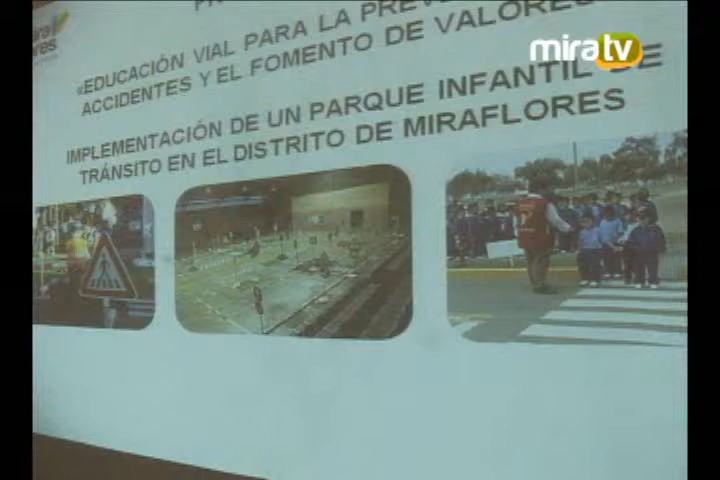 miratv
«EDUCACIÓN VIAL PARA LA
ACCIDENTES Y EL FOMENTO DE VALORES
IMPLEMENTACIÓN DE UN PARQUE INFANTIL DE
TRÁNSITO EN EL DISTRITO DE MIRAFLORES